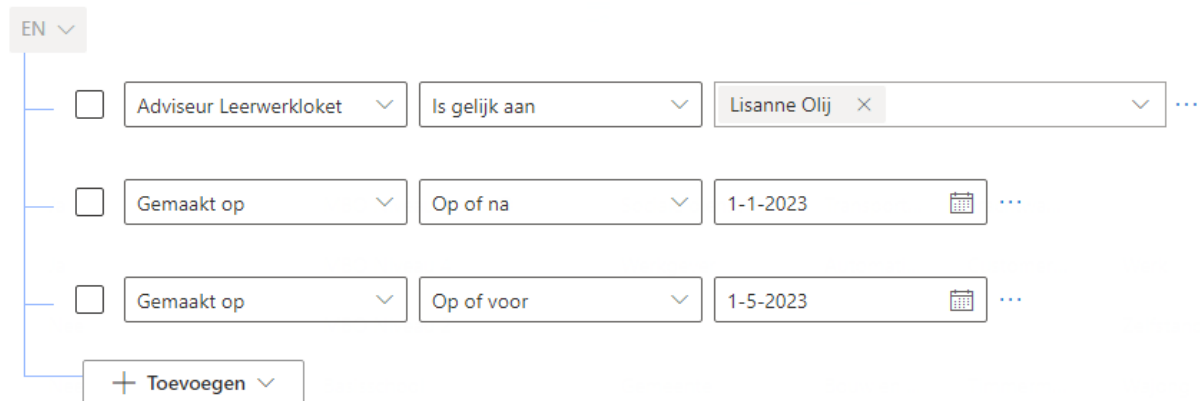 EN
Adviseur Leerwerkloket Is gelijk aan Lisanne Olij
Gemaakt op Op of na 1-1-2023
Gemaakt op Op of voor 1-5-2023
Toevoegen